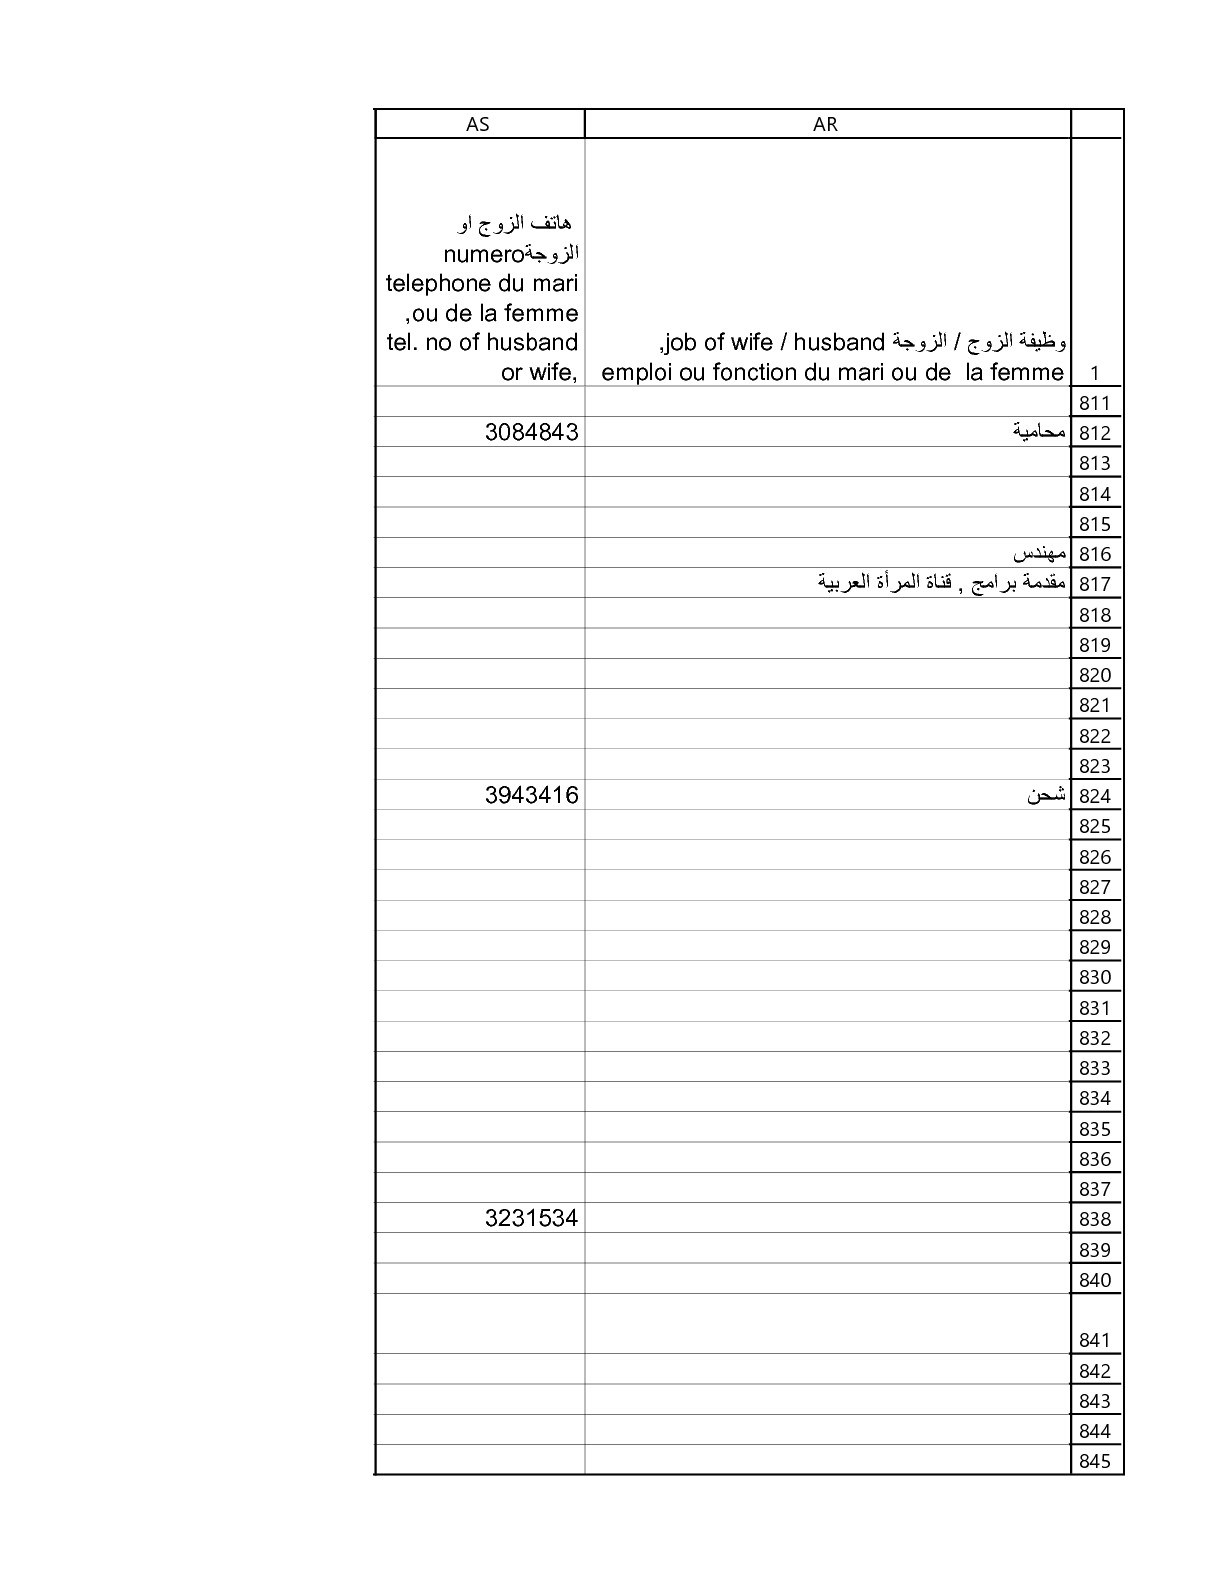 AR AS
وظيفة الزوج / الزوجة job of wife / husband,
emploi ou fonction du mari ou de la femme
هاتف الزوج او
الزوجةnumero
telephone du mari
ou de la femme,
tel. no of husband
or wife,
1
811
812 محامية 3084843
813
814
815
816 مهندس
817 مقدمة برامج , قناة المرأة العربية
818
819
820
821
822
823
824 شحن 3943416
825
826
827
828
829
830
831
832
833
834
835
836
837
838 3231534
839
840
841
842
843
844
845